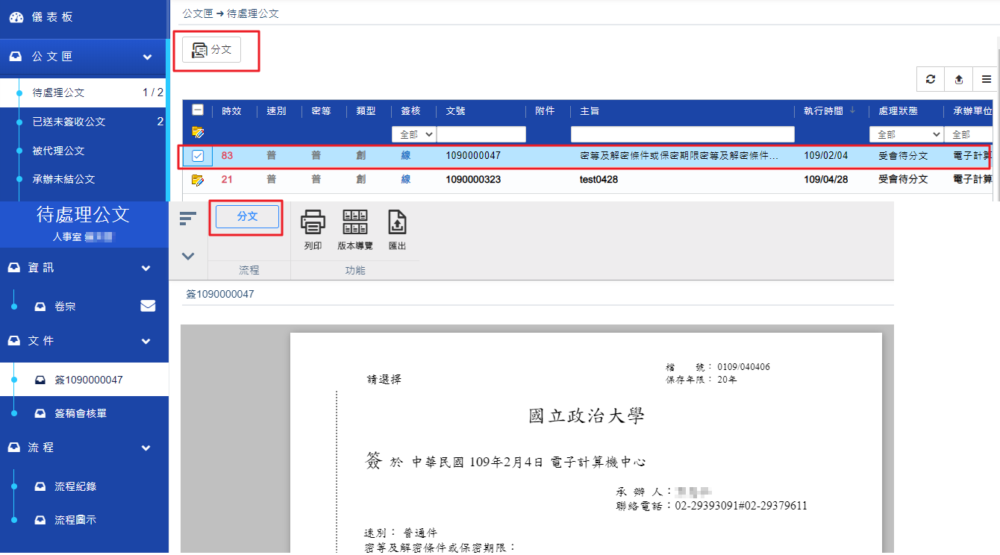 儀表板
公文匣
待處理公文 1 / 2
已送未簽收公文 2
被代理公文
承辦未結公文
公文匣 → 待處理公文
分文
時效 速別 密等 類型 簽核 文號 附件 主旨 執行時間 ↓ 處理狀態 承辦單位
全部 全部 全部
83 普 普 創 線 1090000047 密等及解密條件或保密期限密等及解密條件... 109/02/04 受會待分文 電子計算
21 普 普 創 線 1090000323 test0428 109/04/28 受會待分文 電子計算
待處理公文
人事室
資訊
卷宗
文件
簽1090000047
簽稿會核單
流程
流程紀錄
流程圖示
分文
列印 版本導覽 匯出
流程 功能
簽1090000047
檔 號： 0109/040406
保存年限： 20年
請選擇
國立政治大學
簽 於 中華民國 109年2月4日 電子計算機中心
承 辦 人：
聯絡電話：02-29393091#02-29379611
速別： 普通件
密等及解密條件或保密期限：